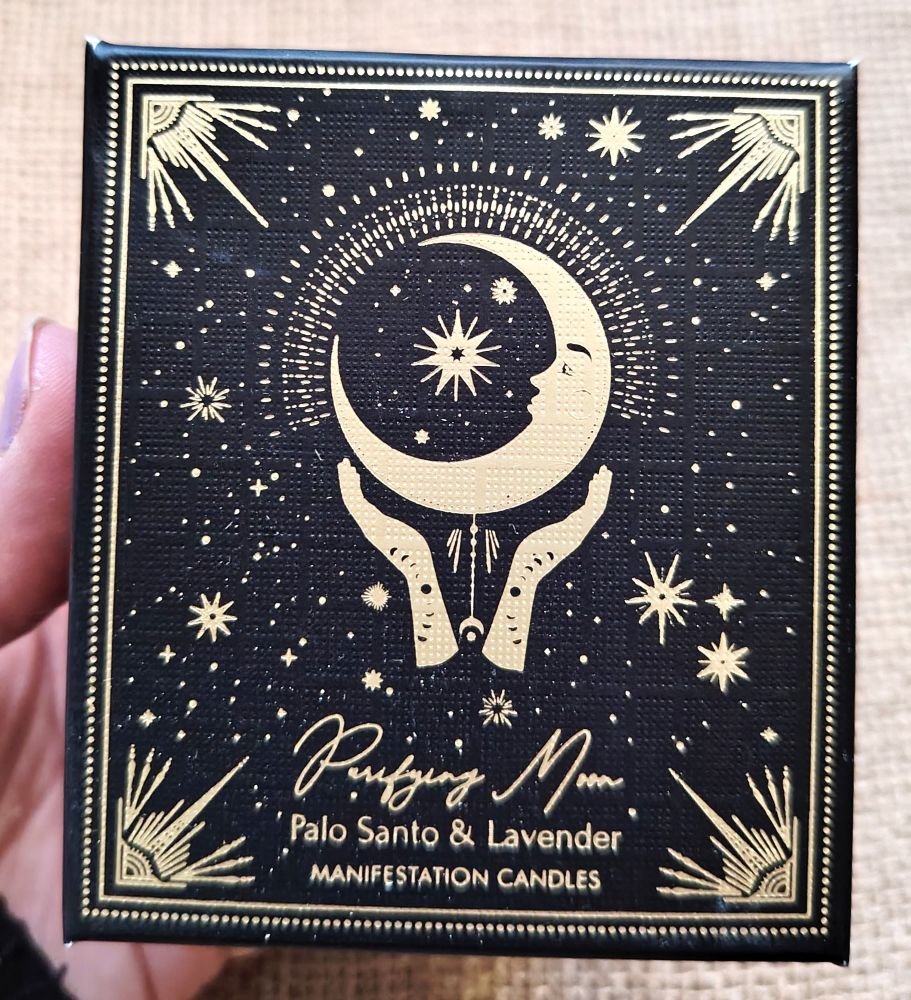 Purifying Moon
Palo Santo & Lavender
MANIFESTATION CANDLES